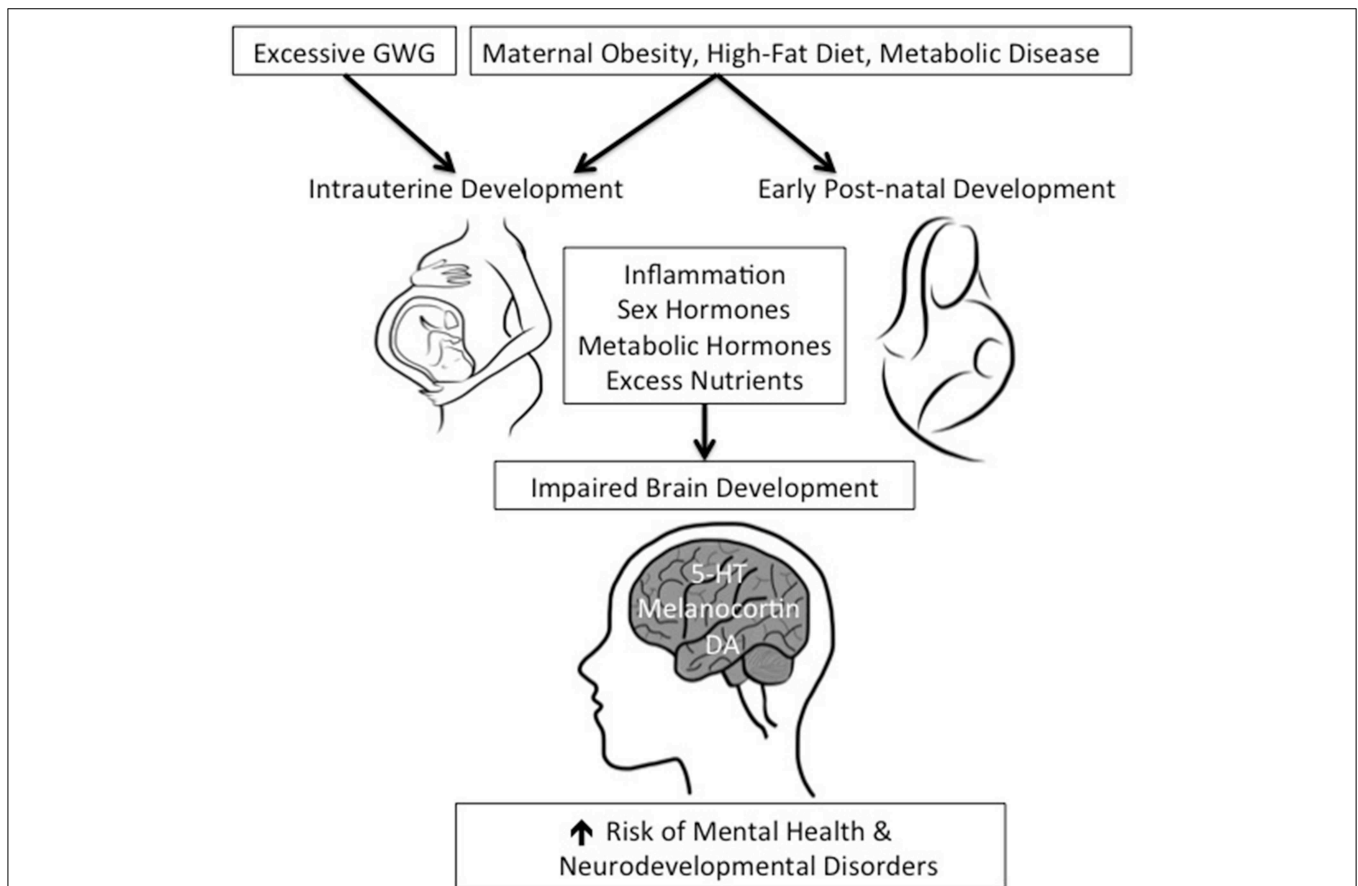 Excessive GWG
Maternal Obesity, High-Fat Diet, Metabolic Disease
Intrauterine Development
Early Post-natal Development
Inflammation
Sex Hormones
Metabolic Hormones
Excess Nutrients
Impaired Brain Development
5-HT
Melanocortin
DA
↑ Risk of Mental Health &
Neurodevelopmental Disorders